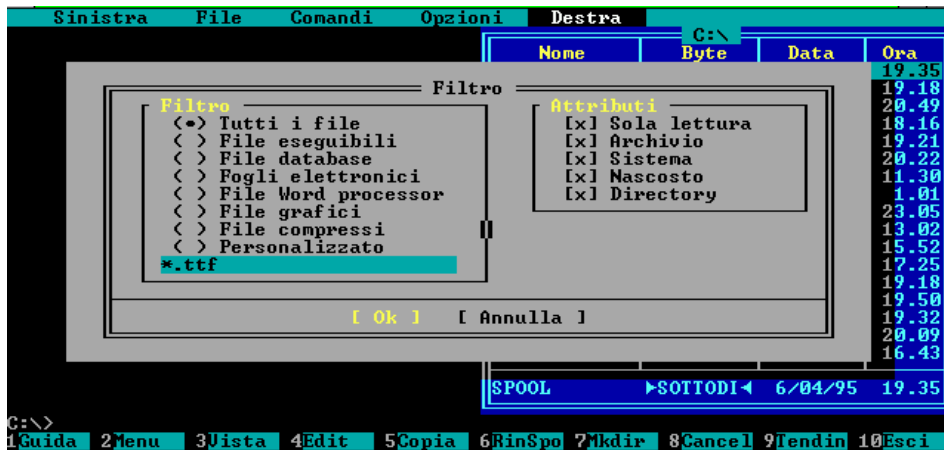 Sinistra File Comandi Opzioni Destra
C:\
Nome Byte Data Ora
19.35
Filtro
19.18
Filtro Attributi
20.49
(•) Tutti i file [x] Sola lettura
18.16
( ) File eseguibili [x] Archivio
19.21
( ) File database [x] Sistema
20.22
( ) Fogli elettronici [x] Nascosto
11.30
( ) File Word processor [x] Directory
1.01
( ) File grafici
23.05
( ) File compressi
13.02
( ) Personalizzato
15.52
*.ttf
17.25
19.18
19.50
[ Ok ] [ Annulla ]
19.32
20.09
16.43
SPOOL ►SOTTODI◄ 6/04/95 19.35
C:\>
1Guida 2Menu 3Vista 4Edit 5Copia 6RinSpo 7Mkdir 8Cancel 9Tendin 10Esci